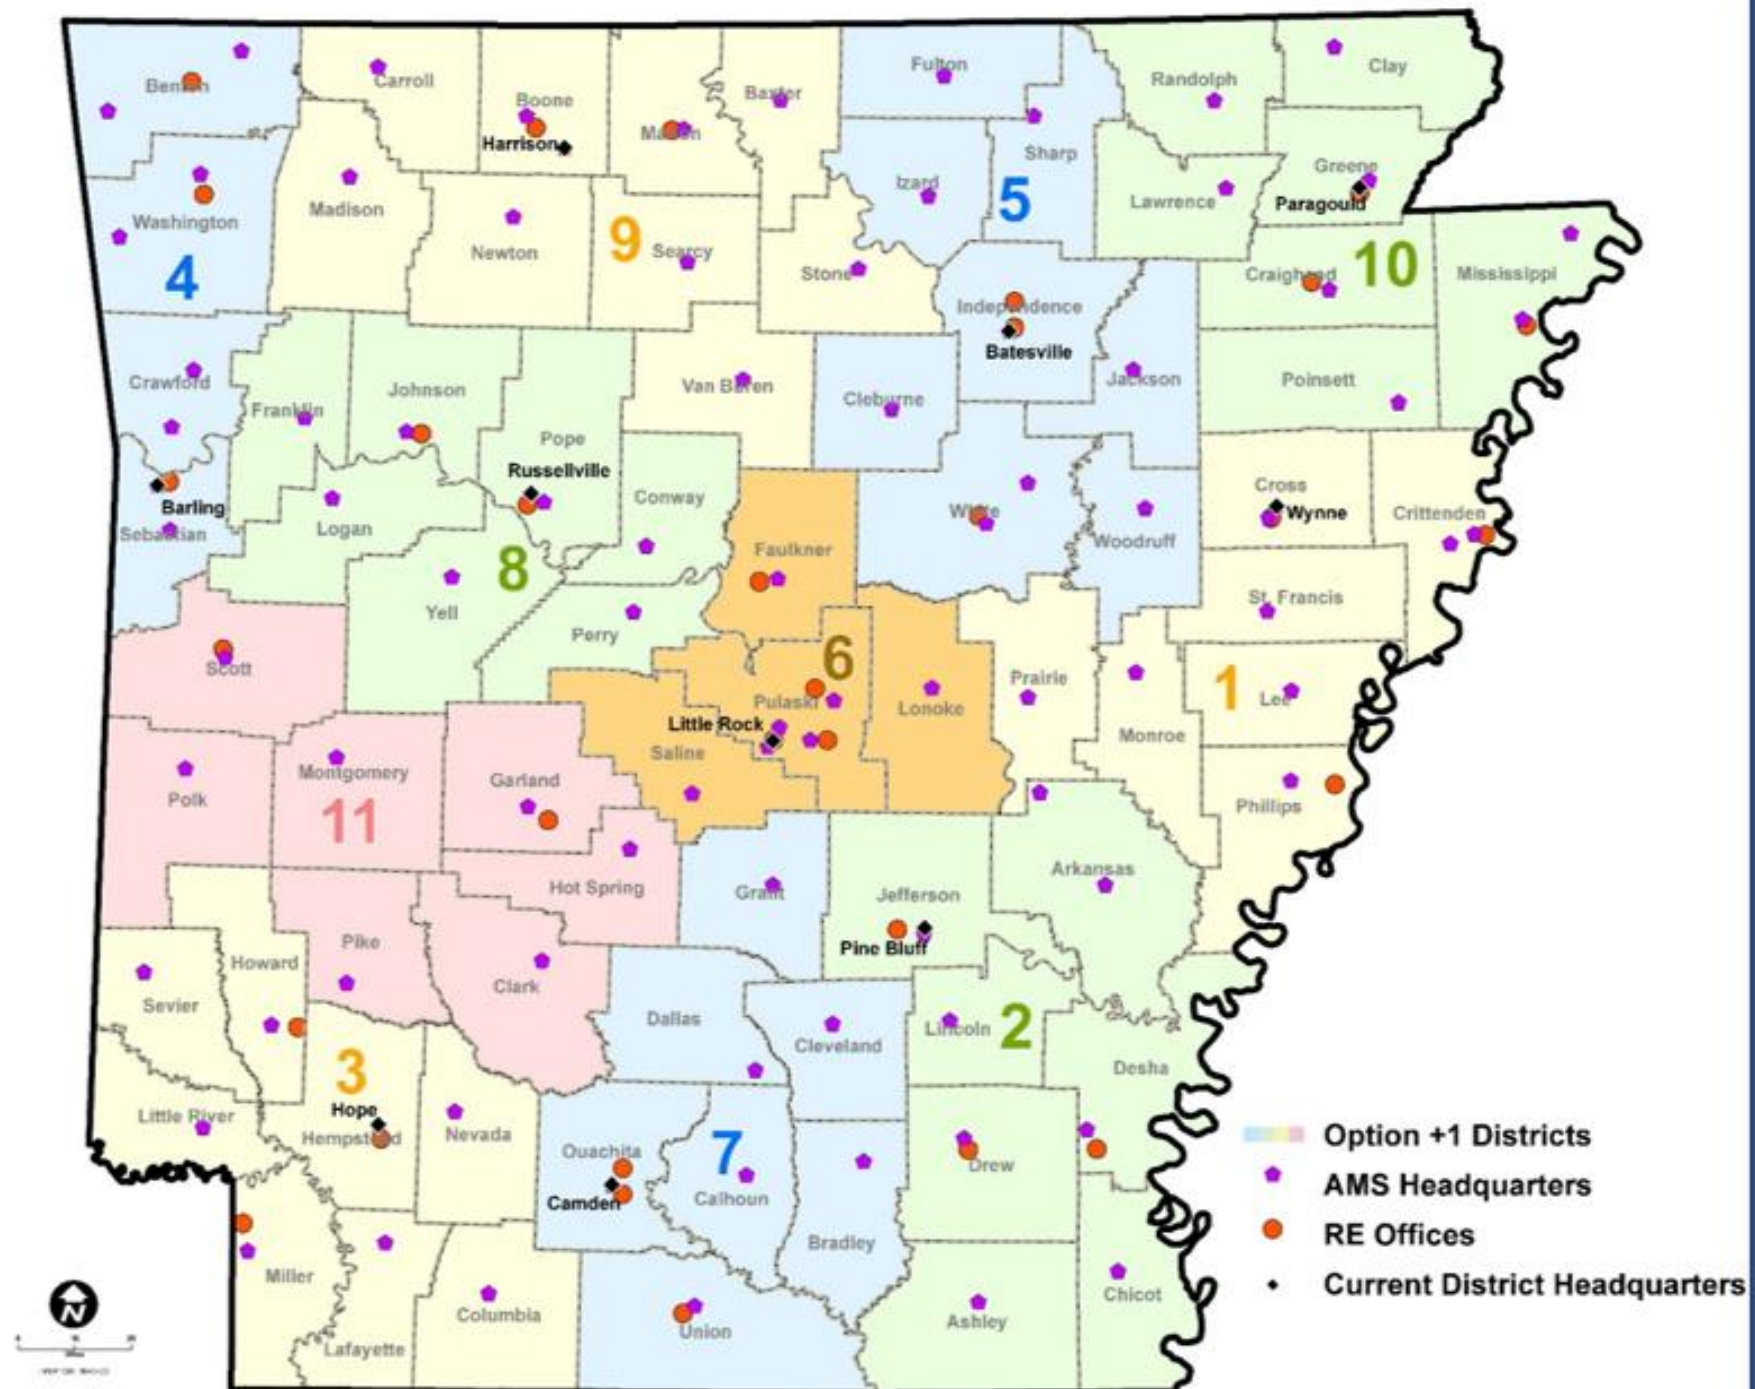 Benton
Carroll
Boone
Harrison
Marion
Baxter
Fulton
Sharp
Randolph
Clay
Washington
Madison
Newton
9
Searcy
Stone
Izard
5
Lawrence
Greene
Paragould
4
Independence
Batesville
Craighead
10
Mississippi
Crawford
Franklin
Johnson
Pope
Russellville
Van Buren
Cleburne
Jackson
Poinsett
Barling
Sebastian
Logan
Conway
White
Woodruff
Cross
Wynne
Crittenden
8
Yell
Perry
Faulkner
St. Francis
Scott
6
Pulaski
Little Rock
Saline
Lonoke
Prairie
Monroe
1
Lee
Polk
Montgomery
11
Garland
Hot Spring
Phillips
Grant
Jefferson
Pine Bluff
Arkansas
Howard
Pike
Clark
Sevier
Dallas
Cleveland
Lincoln
2
Desha
3
Hope
Hempstead
Little River
Nevada
Ouachita
Camden
7
Calhoun
Bradley
Drew
Miller
Lafayette
Columbia
Union
Ashley
Chicot
Option +1 Districts
AMS Headquarters
RE Offices
Current District Headquarters
N